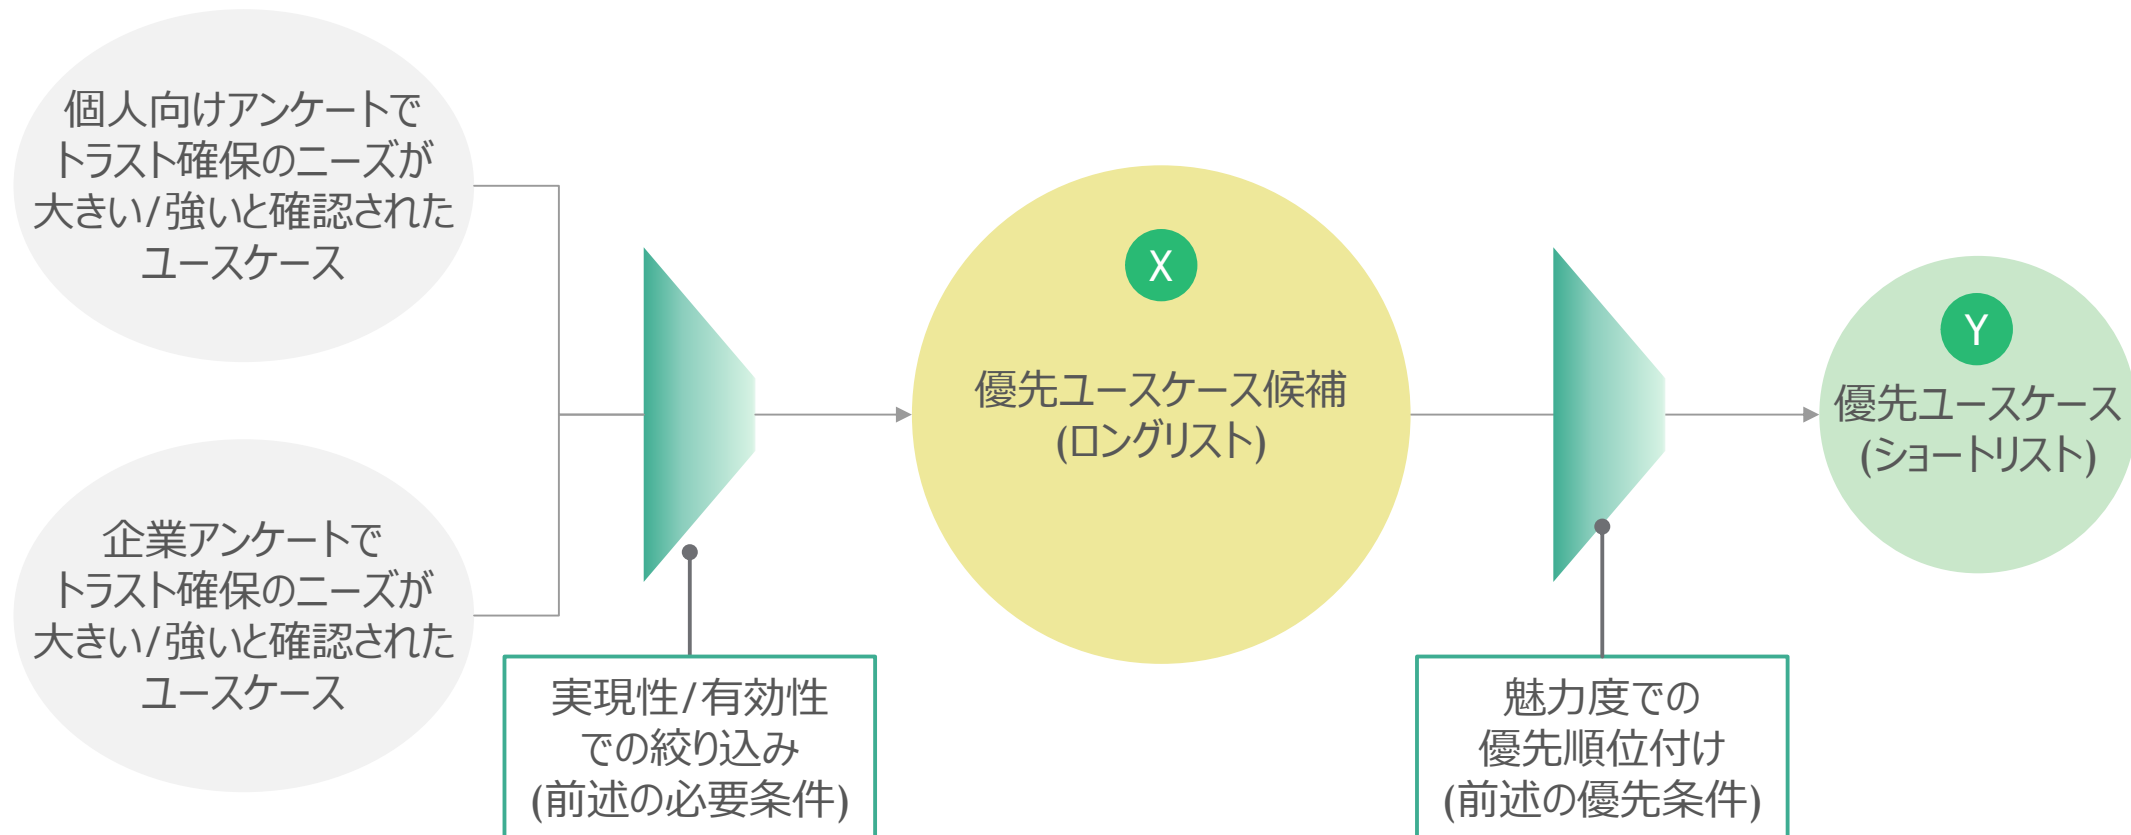 個人向けアンケートで
トラスト確保のニーズが
大きい/強いと確認された
ユースケース
企業アンケートで
トラスト確保のニーズが
大きい/強いと確認された
ユースケース
実現性/有効性
での絞り込み
(前述の必要条件)
X
優先ユースケース候補
(ロングリスト)
魅力度での
優先順位付け
(前述の優先条件)
Y
優先ユースケース
(ショートリスト)